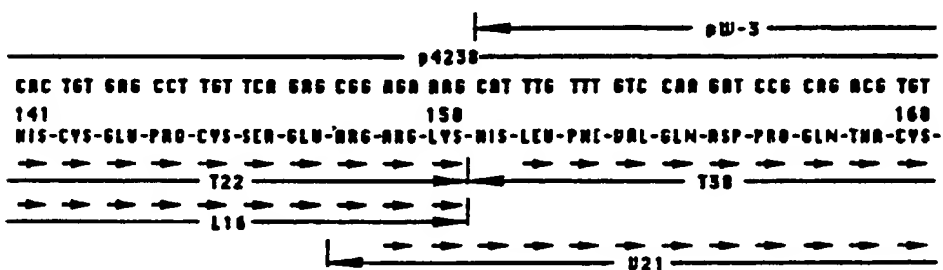 pW-3
p4238
CAC TGT GAG CCT TGT TCA GAG CGG AGA AAG CAT TTG TTT GTC CAA GAT CCG CAG ACG TGT
141 150 160
HIS-CYS-GLU-PRO-CYS-SER-GLU-ARG-ARG-LYS-HIS-LEU-PHE-VAL-GLN-ASP-PRO-GLN-THR-CYS-
T22 T38
L16
V21